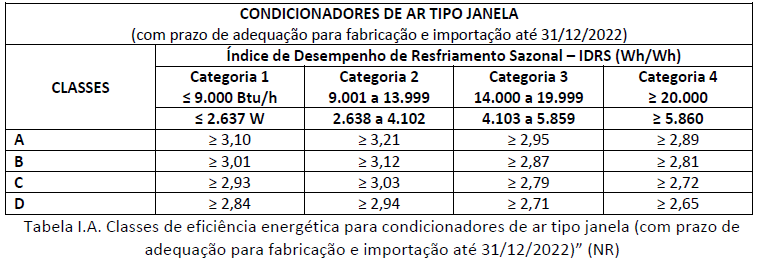 CONDICIONADORES DE AR TIPO JANELA
(com prazo de adequação para fabricação e importação até 31/12/2022)
CLASSES
Índice de Desempenho de Resfriamento Sazonal – IDRS (Wh/Wh)
Categoria 1 Categoria 2 Categoria 3 Categoria 4
≤ 9.000 Btu/h 9.001 a 13.999 14.000 a 19.999 ≥ 20.000
≤ 2.637 W 2.638 a 4.102 4.103 a 5.859 ≥ 5.860
A ≥ 3,10 ≥ 3,21 ≥ 2,95 ≥ 2,89
B ≥ 3,01 ≥ 3,12 ≥ 2,87 ≥ 2,81
C ≥ 2,93 ≥ 3,03 ≥ 2,79 ≥ 2,72
D ≥ 2,84 ≥ 2,94 ≥ 2,71 ≥ 2,65
Tabela I.A. Classes de eficiência energética para condicionadores de ar tipo janela (com prazo de
adequação para fabricação e importação até 31/12/2022)” (NR)